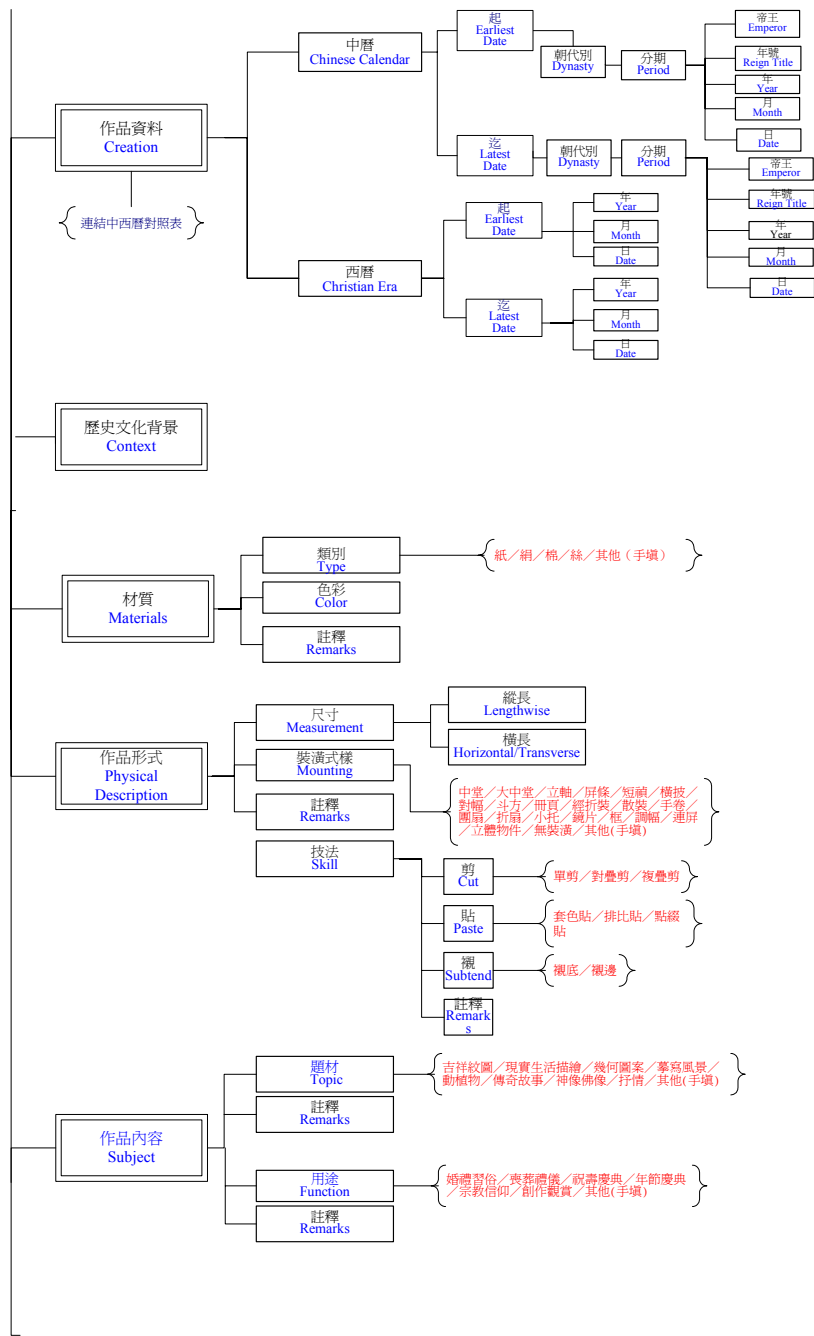 作品資料
Creation
連結中西曆對照表
中曆
Chinese Calendar
起
Earliest
Date
朝代別
Dynasty
分期
Period
帝王
Emperor
年號
Reign Title
年
Year
月
Month
日
Date
迄
Latest
Date
朝代別
Dynasty
分期
Period
帝王
Emperor
年號
Reign Title
年
Year
月
Month
日
Date
西曆
Christian Era
起
Earliest
Date
年
Year
月
Month
日
Date
迄
Latest
Date
年
Year
月
Month
日
Date
歷史文化背景
Context
材質
Materials
類別
Type
紙／絹／棉／絲／其他（手填）
色彩
Color
註釋
Remarks
作品形式
Physical
Description
尺寸
Measurement
縱長
Lengthwise
橫長
Horizontal/Transverse
裝潢式樣
Mounting
中堂／大中堂／立軸／屏條／短禎／橫披／
對幅／斗方／冊頁／經折裝／散裝／手卷／
團扇／折扇／小托／鏡片／框／調幅／連屏
／立體物件／無裝潢／其他(手填)
註釋
Remarks
技法
Skill
剪
Cut
單剪／對疊剪／複疊剪
貼
Paste
套色貼／排比貼／點綴
貼
襯
Subtend
襯底／襯邊
註釋
Remark
s
作品內容
Subject
題材
Topic
吉祥紋圖／現實生活描繪／幾何圖案／摹寫風景／
動植物／傳奇故事／神像佛像／抒情／其他(手填)
註釋
Remarks
用途
Function
婚禮習俗／喪葬禮儀／祝壽慶典／年節慶典
／宗教信仰／創作觀賞／其他(手填)
註釋
Remarks